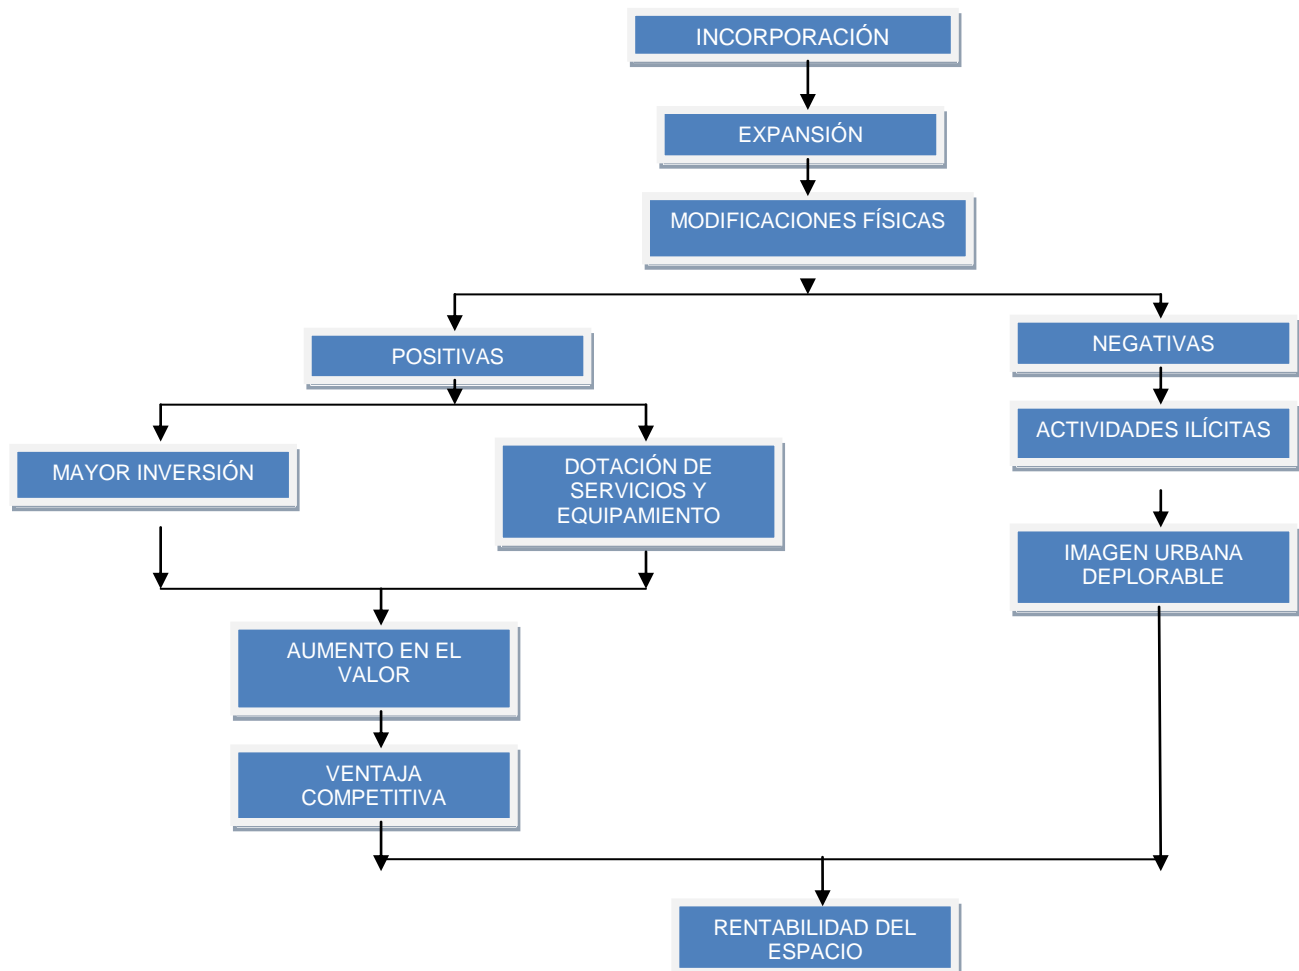 INCORPORACIÓN
EXPANSIÓN
MODIFICACIONES FÍSICAS
POSITIVAS
NEGATIVAS
MAYOR INVERSIÓN
DOTACIÓN DE
SERVICIOS Y
EQUIPAMIENTO
ACTIVIDADES ILÍCITAS
IMAGEN URBANA
DEPLORABLE
AUMENTO EN EL
VALOR
VENTAJA
COMPETITIVA
RENTABILIDAD DEL
ESPACIO